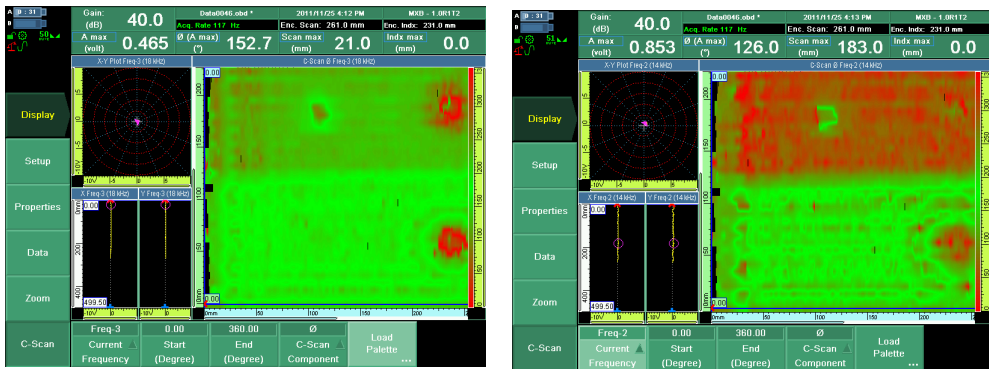 A p : 31
B
Gain: (dB) 40.0
Data0046.obd * 2011/11/25 4:12 PM MXB - 1.0R1T2
Acq. Rate 117 Hz Enc. Scan: 261.0 mm Enc. Indx: 231.0 mm
A max (volt) 0.465 Ø (A max) (°) 152.7 Scan max (mm) 21.0 Indx max (mm) 0.0
X-Y Plot Freq-3 (18 kHz) C-Scan Ø Freq-3 (18 kHz)
Display
Setup
X Freq-3 (18 kHz) Y Freq-3 (18 kHz)
Properties
0.00
Data
Zoom
499.50
0.00
Freq-3 0.00 360.00 Ø
C-Scan
Current Frequency
Start (Degree)
End (Degree)
C-Scan Component
Load Palette ...
A p : 31
B
Gain: (dB) 40.0
Data0046.obd * 2011/11/25 4:13 PM MXB - 1.0R1T2
Acq. Rate 117 Hz Enc. Scan: 261.0 mm Enc. Indx: 231.0 mm
A max (volt) 0.853 Ø (A max) (°) 126.0 Scan max (mm) 183.0 Indx max (mm) 0.0
X-Y Plot Freq-2 (14 kHz) C-Scan Ø Freq-2 (14 kHz)
Display
Setup
X Freq-2 (14 kHz) Y Freq-2 (14 kHz)
Properties
0.00
Data
Zoom
499.50
0.00
Freq-2 0.00 360.00 Ø
C-Scan
Current Frequency
Start (Degree)
End (Degree)
C-Scan Component
Load Palette ...